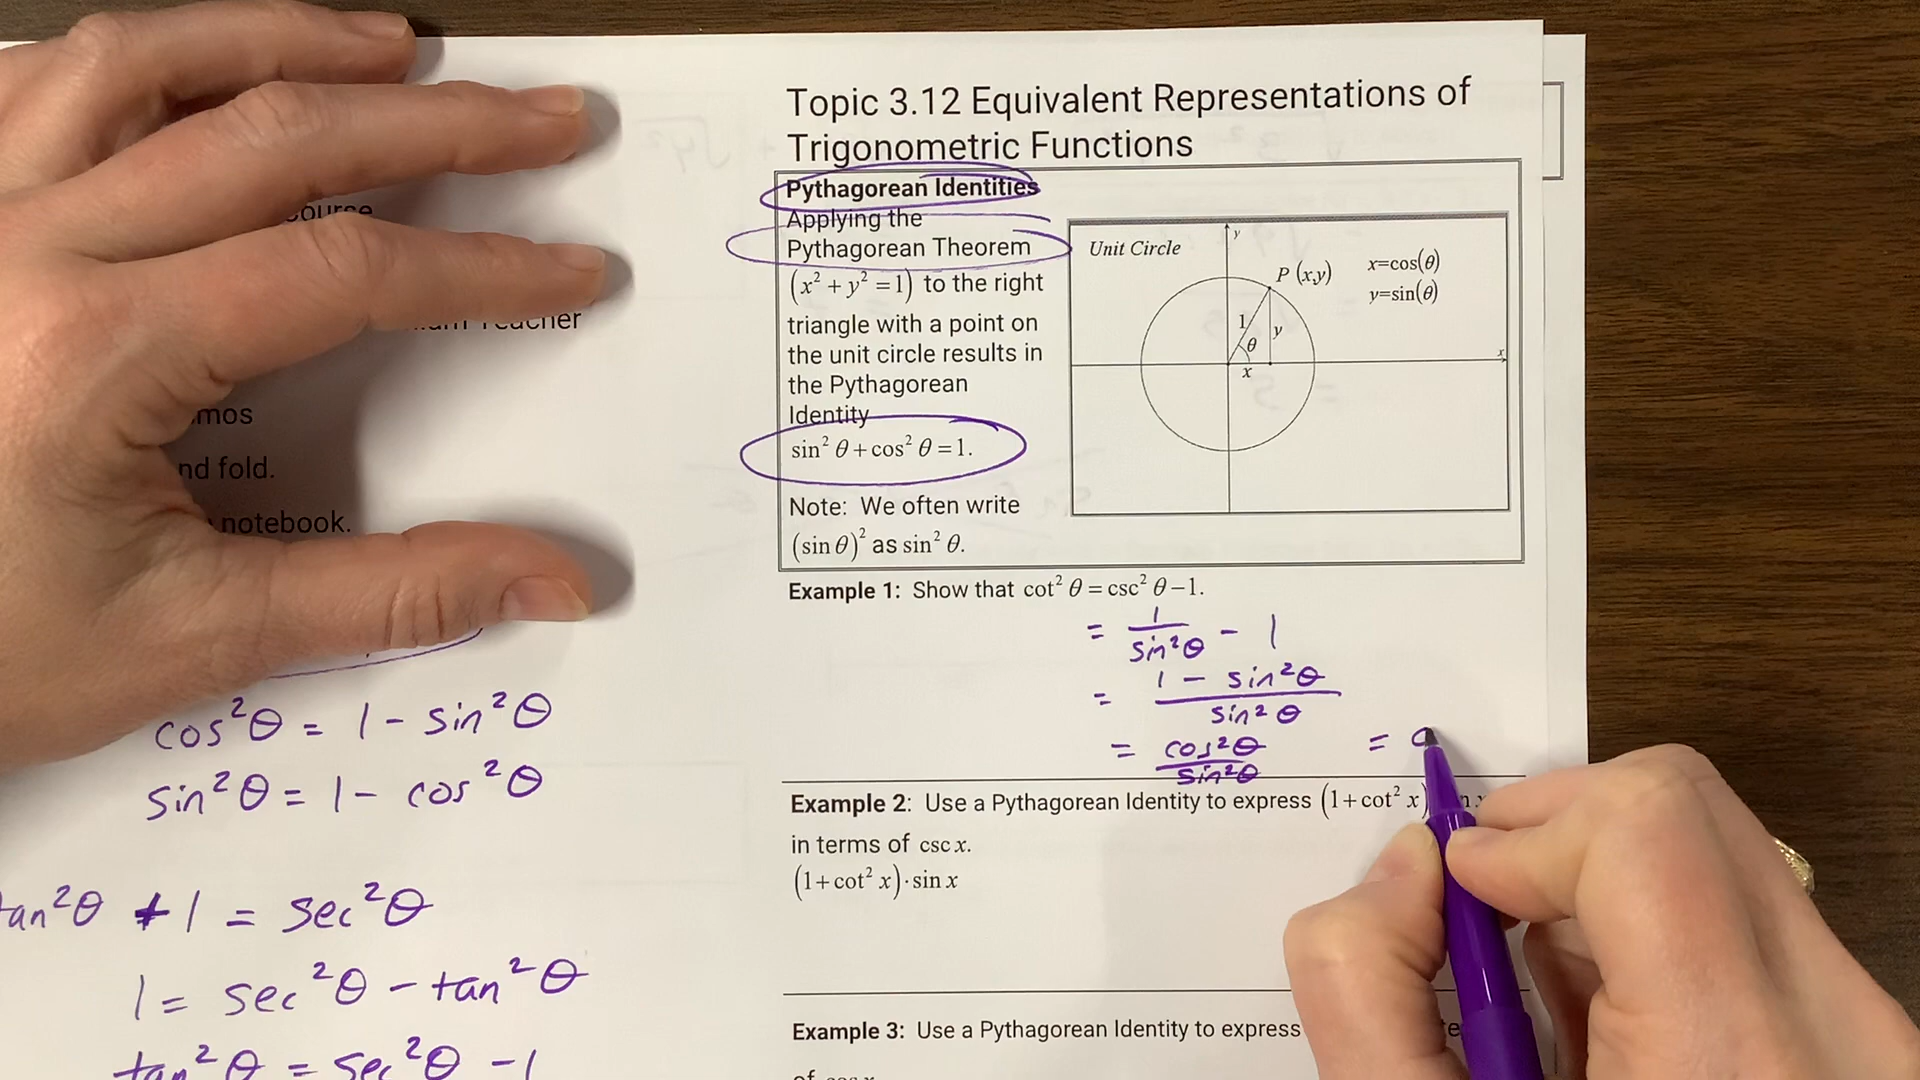 Topic 3.12 Equivalent Representations of
Trigonometric Functions
Pythagorean Identities
Applying the
Pythagorean Theorem
(x² + y² = 1) to the right
triangle with a point on
the unit circle results in
the Pythagorean
Identity
sin² θ + cos² θ = 1.
Note: We often write
(sin θ)² as sin² θ.
Unit Circle
y
P (x,y)
x=cos(θ)
y=sin(θ)
1
y
θ
x
x
Example 1: Show that cot² θ = csc² θ − 1.
= 1/sin²θ - 1
= (1 - sin²θ)/sin²θ
= cos²θ/sin²θ =
Example 2: Use a Pythagorean Identity to express (1+cot² x)
in terms of csc x.
(1+cot² x)·sin x
Example 3: Use a Pythagorean Identity to express
of cos x
course
Teacher
nd fold.
notebook.
cos²θ = 1 - sin²θ
sin²θ = 1 - cos²θ
tan²θ + 1 = sec²θ
1 = sec²θ - tan²θ
tan²θ = sec²θ - 1